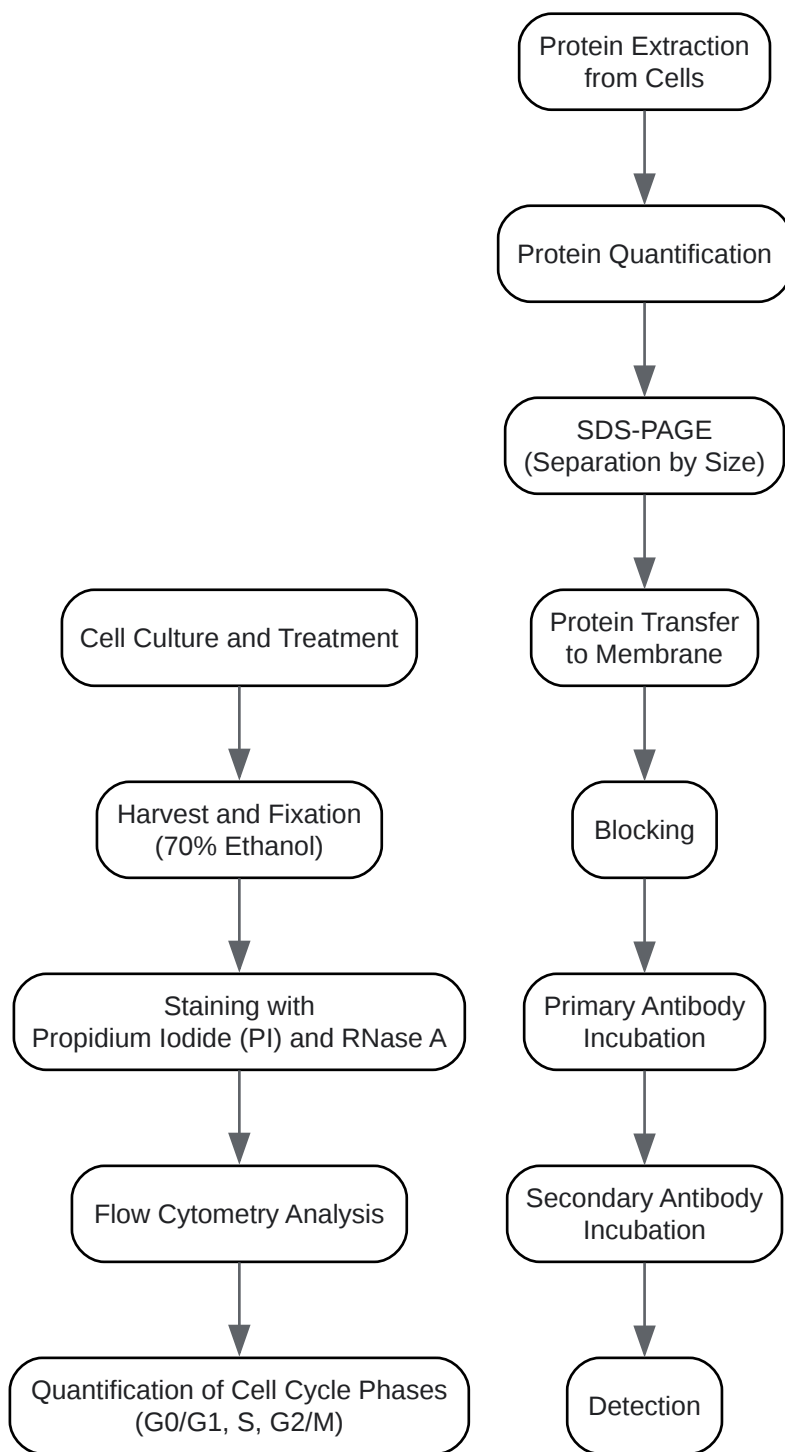 Protein Extraction
from Cells
Protein Quantification
SDS-PAGE
(Separation by Size)
Protein Transfer
to Membrane
Blocking
Primary Antibody
Incubation
Secondary Antibody
Incubation
Detection
Cell Culture and Treatment
Harvest and Fixation
(70% Ethanol)
Staining with
Propidium Iodide (PI) and RNase A
Flow Cytometry Analysis
Quantification of Cell Cycle Phases
(G0/G1, S, G2/M)